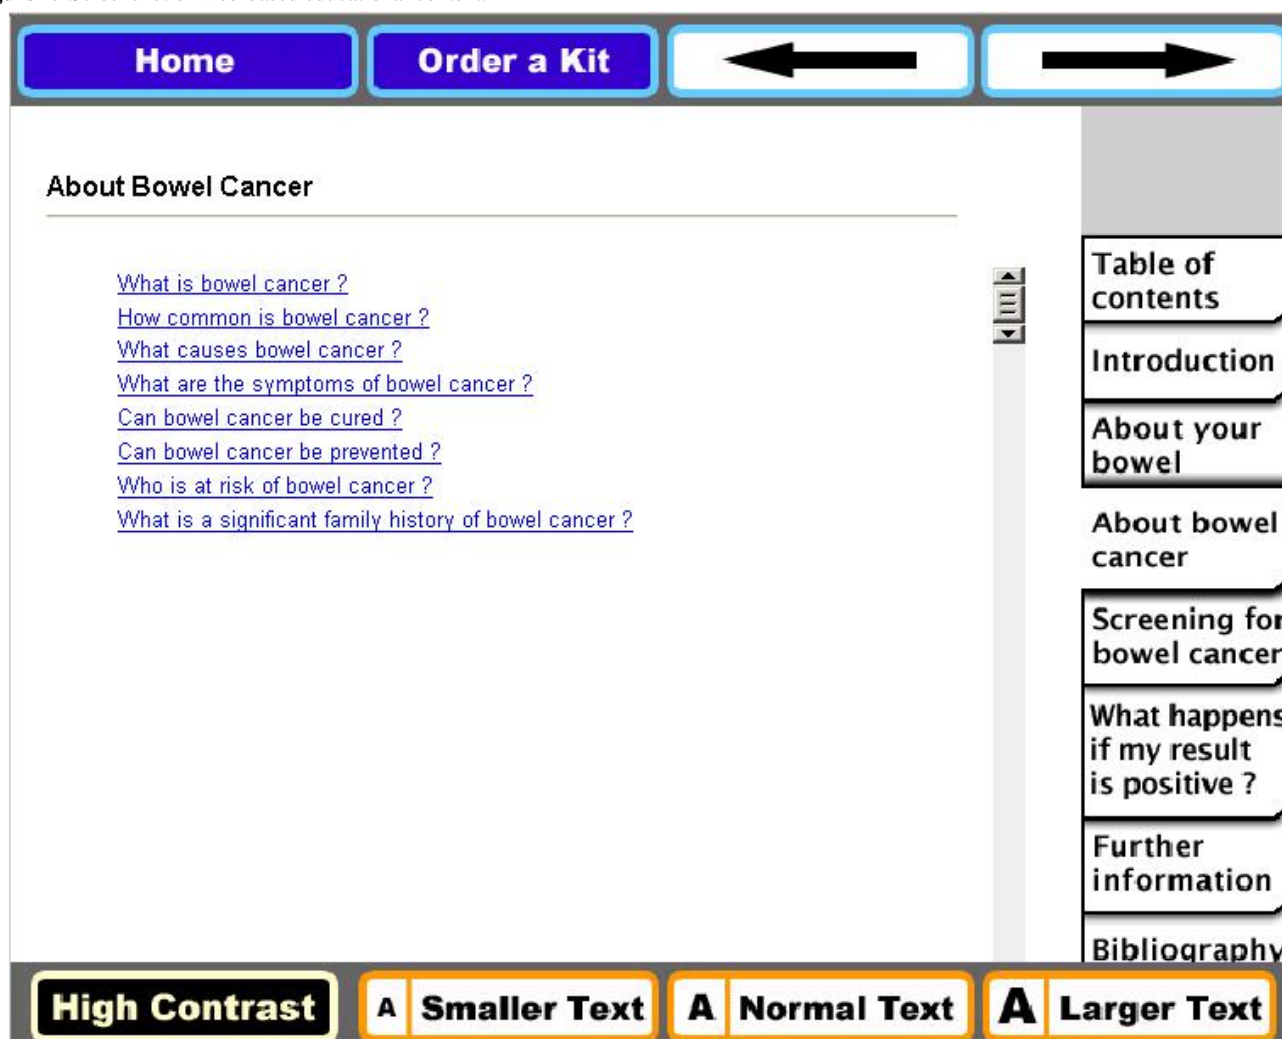 Home
Order a Kit
About Bowel Cancer
What is bowel cancer ?
How common is bowel cancer ?
What causes bowel cancer ?
What are the symptoms of bowel cancer ?
Can bowel cancer be cured ?
Can bowel cancer be prevented ?
Who is at risk of bowel cancer ?
What is a significant family history of bowel cancer ?
Table of
contents
Introduction
About your
bowel
About bowel
cancer
Screening for
bowel cancer
What happens
if my result
is positive ?
Further
information
Bibliography
High Contrast
A Smaller Text
A Normal Text
A Larger Text